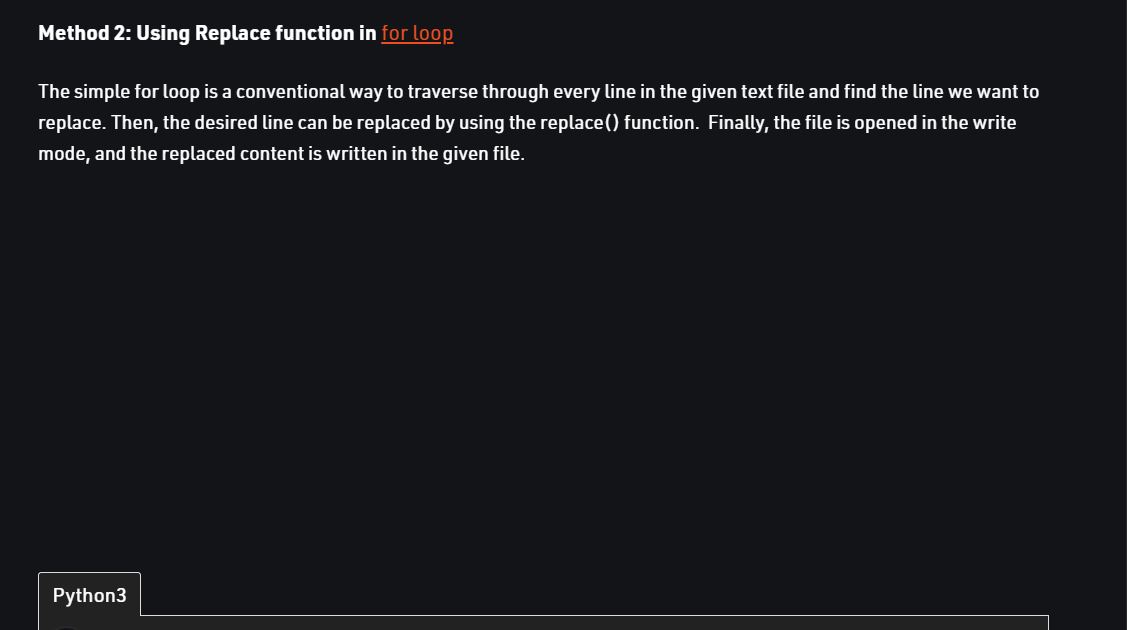 Method 2: Using Replace function in for loop
The simple for loop is a conventional way to traverse through every line in the given text file and find the line we want to
replace. Then, the desired line can be replaced by using the replace() function.  Finally, the file is opened in the write
mode, and the replaced content is written in the given file.
Python3